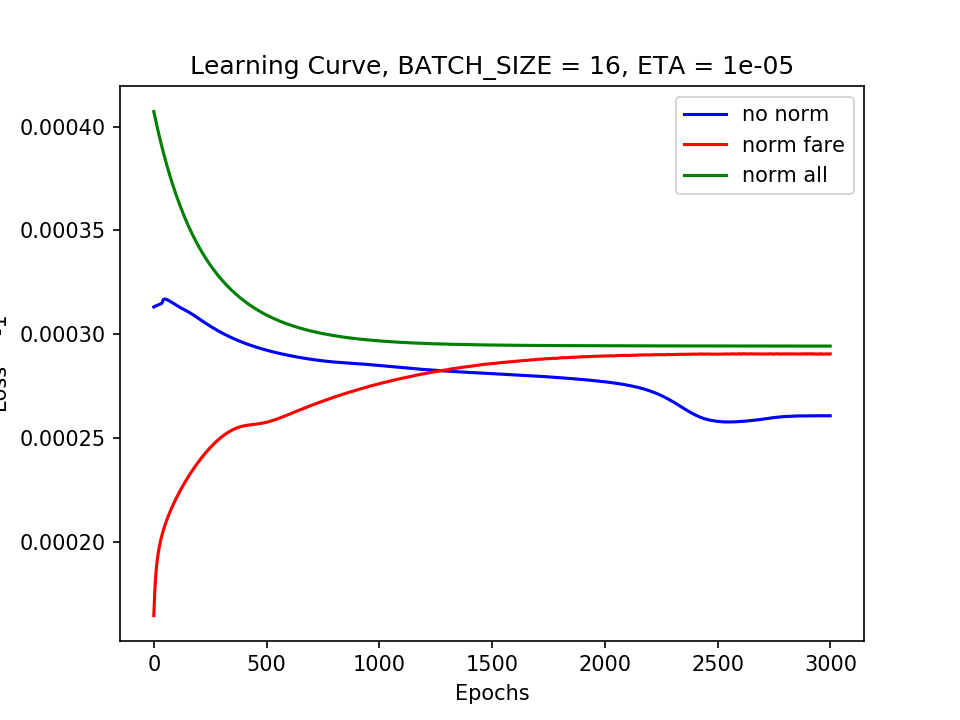 Learning Curve, BATCH_SIZE = 16, ETA = 1e-05
no norm
norm fare
norm all
0.00040
0.00035
0.00030
0.00025
0.00020
0
500
1000
1500
2000
2500
3000
Epochs